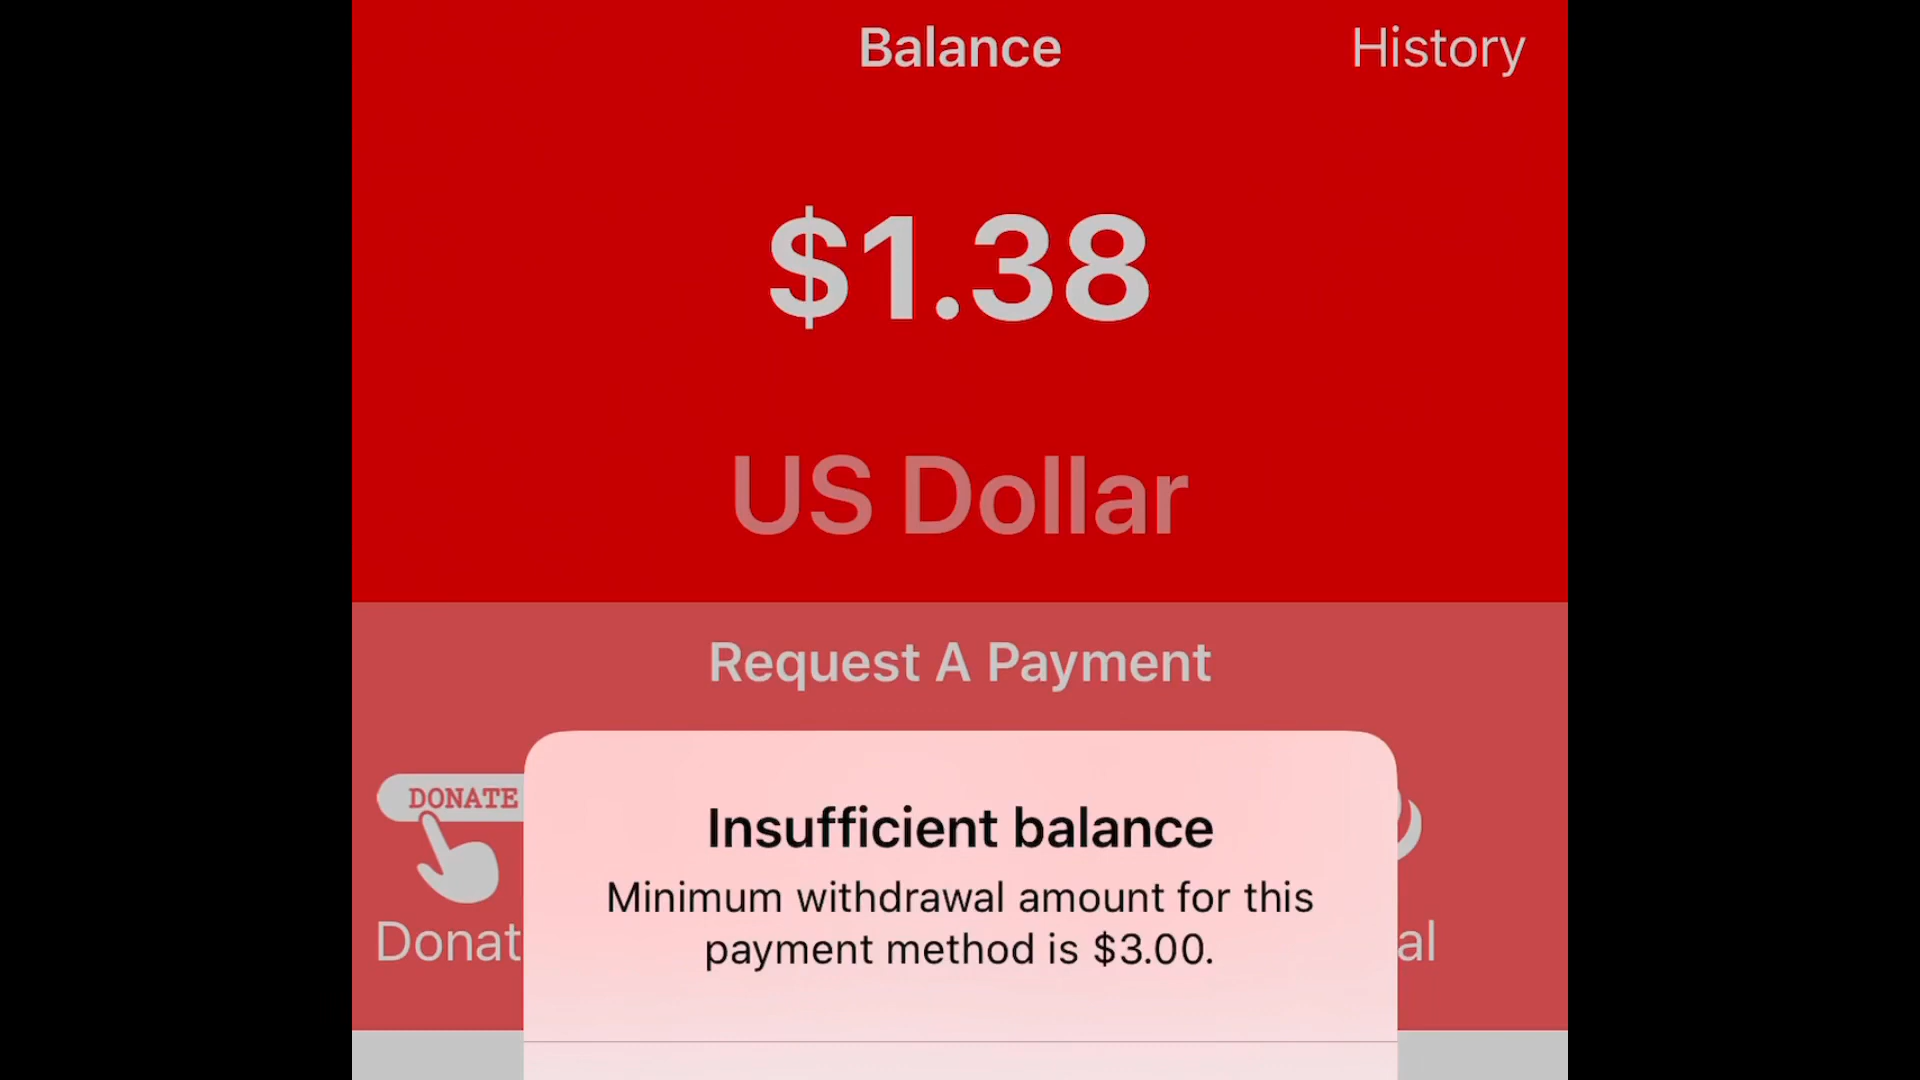 Balance
History
$1.38
US Dollar
Request A Payment
DONATE
Insufficient balance
Minimum withdrawal amount for this
payment method is $3.00.
Donat
al